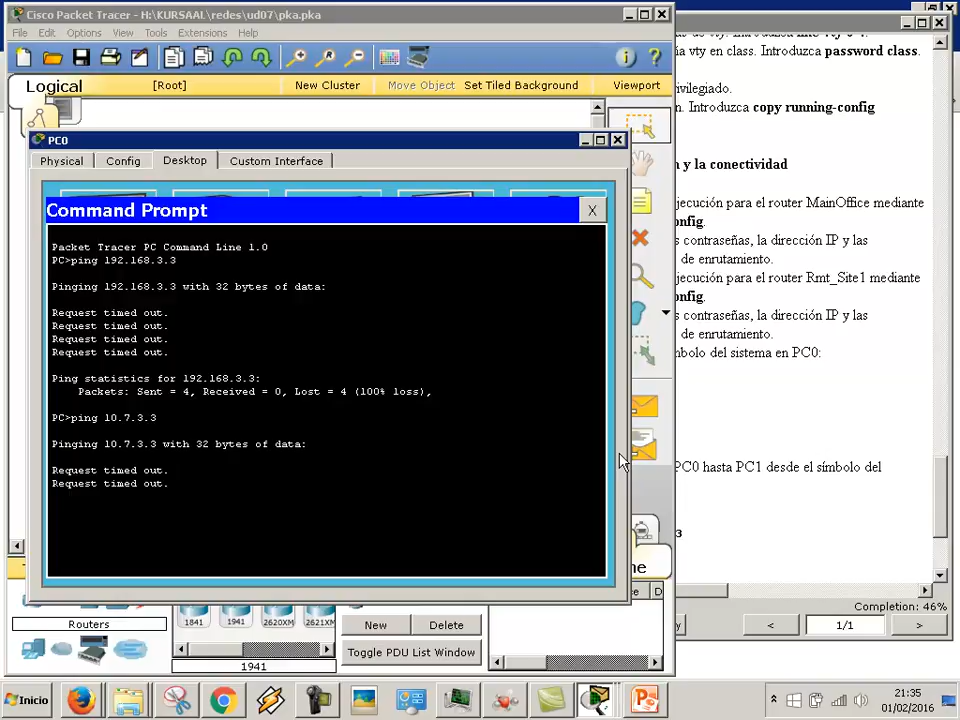 Cisco Packet Tracer - H:\KURSAAL\redes\ud07\pka.pka
File Edit Options View Tools Extensions Help
Logical [Root] New Cluster Move Object Set Tiled Background Viewport
PC0
Physical Config Desktop Custom Interface
Command Prompt X
Packet Tracer PC Command Line 1.0
PC>ping 192.168.3.3
Pinging 192.168.3.3 with 32 bytes of data:
Request timed out.
Request timed out.
Request timed out.
Request timed out.
Ping statistics for 192.168.3.3:
Packets: Sent = 4, Received = 0, Lost = 4 (100% loss),
PC>ping 10.7.3.3
Pinging 10.7.3.3 with 32 bytes of data:
Request timed out.
Request timed out.
ía vty en class. Introduzca password class.
ivilegiado.
n. Introduzca copy running-config
n y la conectividad
jecución para el router MainOffice mediante
onfig.
s contraseñas, la dirección IP y las
de enrutamiento.
jecución para el router Rmt_Site1 mediante
onfig.
s contraseñas, la dirección IP y las
de enrutamiento.
nbolo del sistema en PC0:
PC0 hasta PC1 desde el símbolo del
3
Completion: 46%
< 1/1 >
Routers
1841 1941 2620XM 2621XM
1941
New Delete
Toggle PDU List Window
Inicio
21:35
01/02/2016